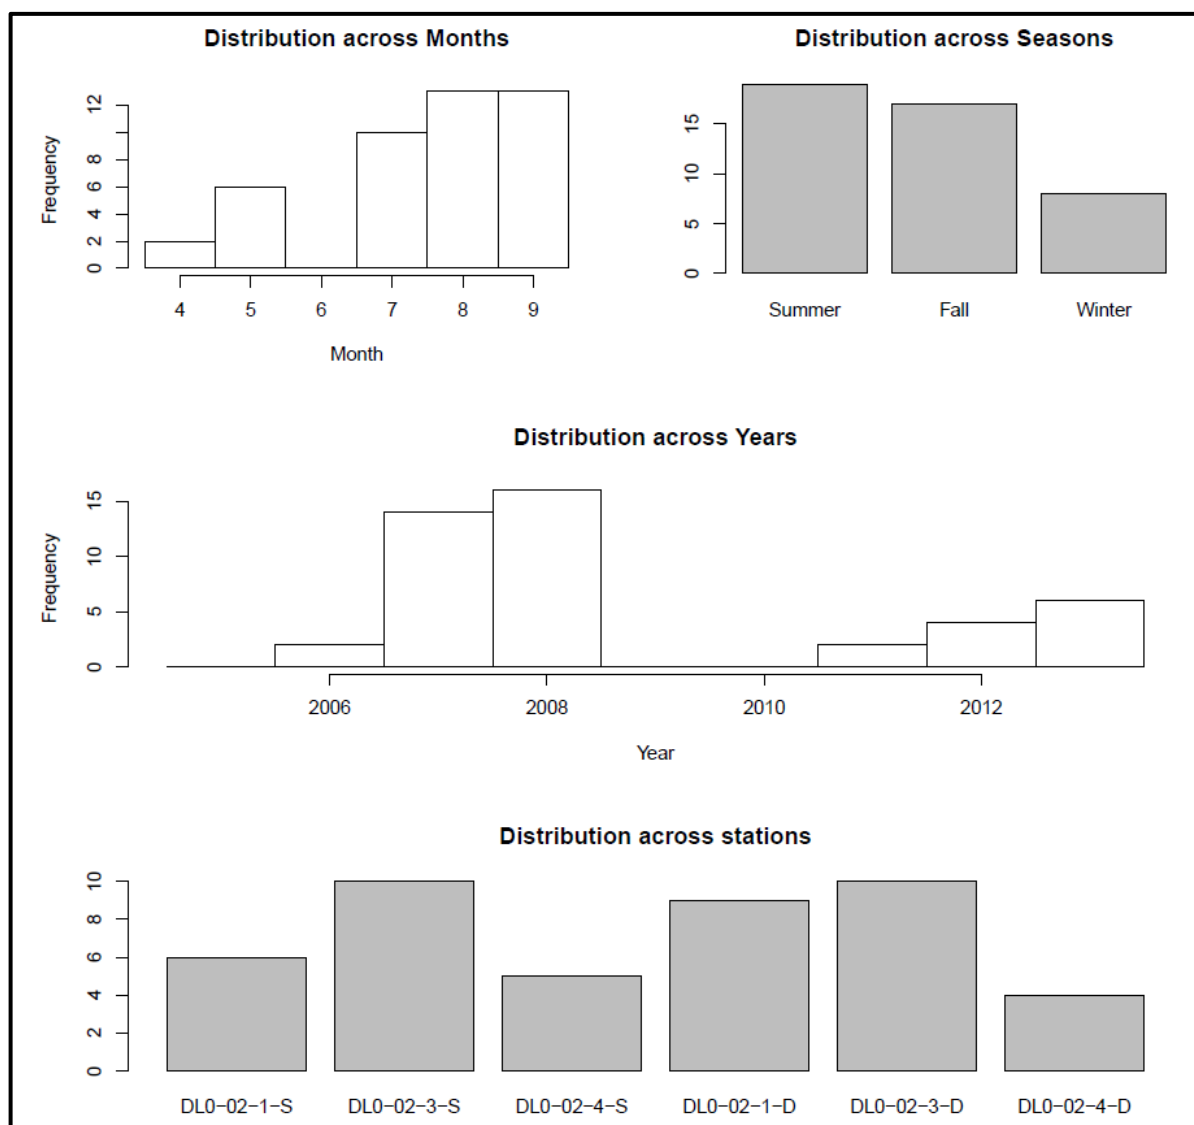 Distribution across Months
Frequency
0 2 4 6 8 12
4 5 6 7 8 9
Month
Distribution across Seasons
0 5 10 15
Summer Fall Winter
Distribution across Years
Frequency
0 5 10 15
2006 2008 2010 2012
Year
Distribution across stations
0 2 4 6 8 10
DL0−02−1−S DL0−02−3−S DL0−02−4−S DL0−02−1−D DL0−02−3−D DL0−02−4−D